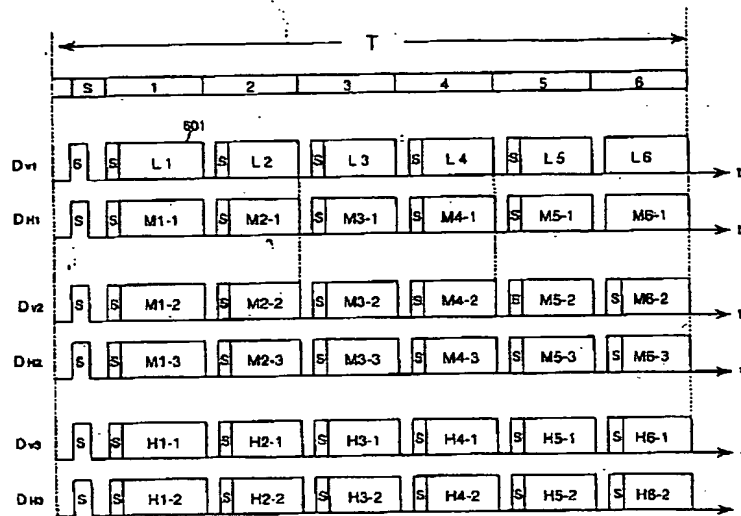 T
S 1 2 3 4 5 6
601
Dv1 S S L1 S L2 S L3 S L4 S L5 L6
DH1 S S M1-1 S M2-1 S M3-1 S M4-1 S M5-1 M6-1
Dv2 S S M1-2 S M2-2 S M3-2 S M4-2 S M5-2 S M6-2
DH2 S S M1-3 S M2-3 S M3-3 S M4-3 S M5-3 S M6-3
Dv3 S S H1-1 S H2-1 S H3-1 S H4-1 S H5-1 S H6-1
DH3 S S H1-2 S H2-2 S H3-2 S H4-2 S H5-2 S H6-2